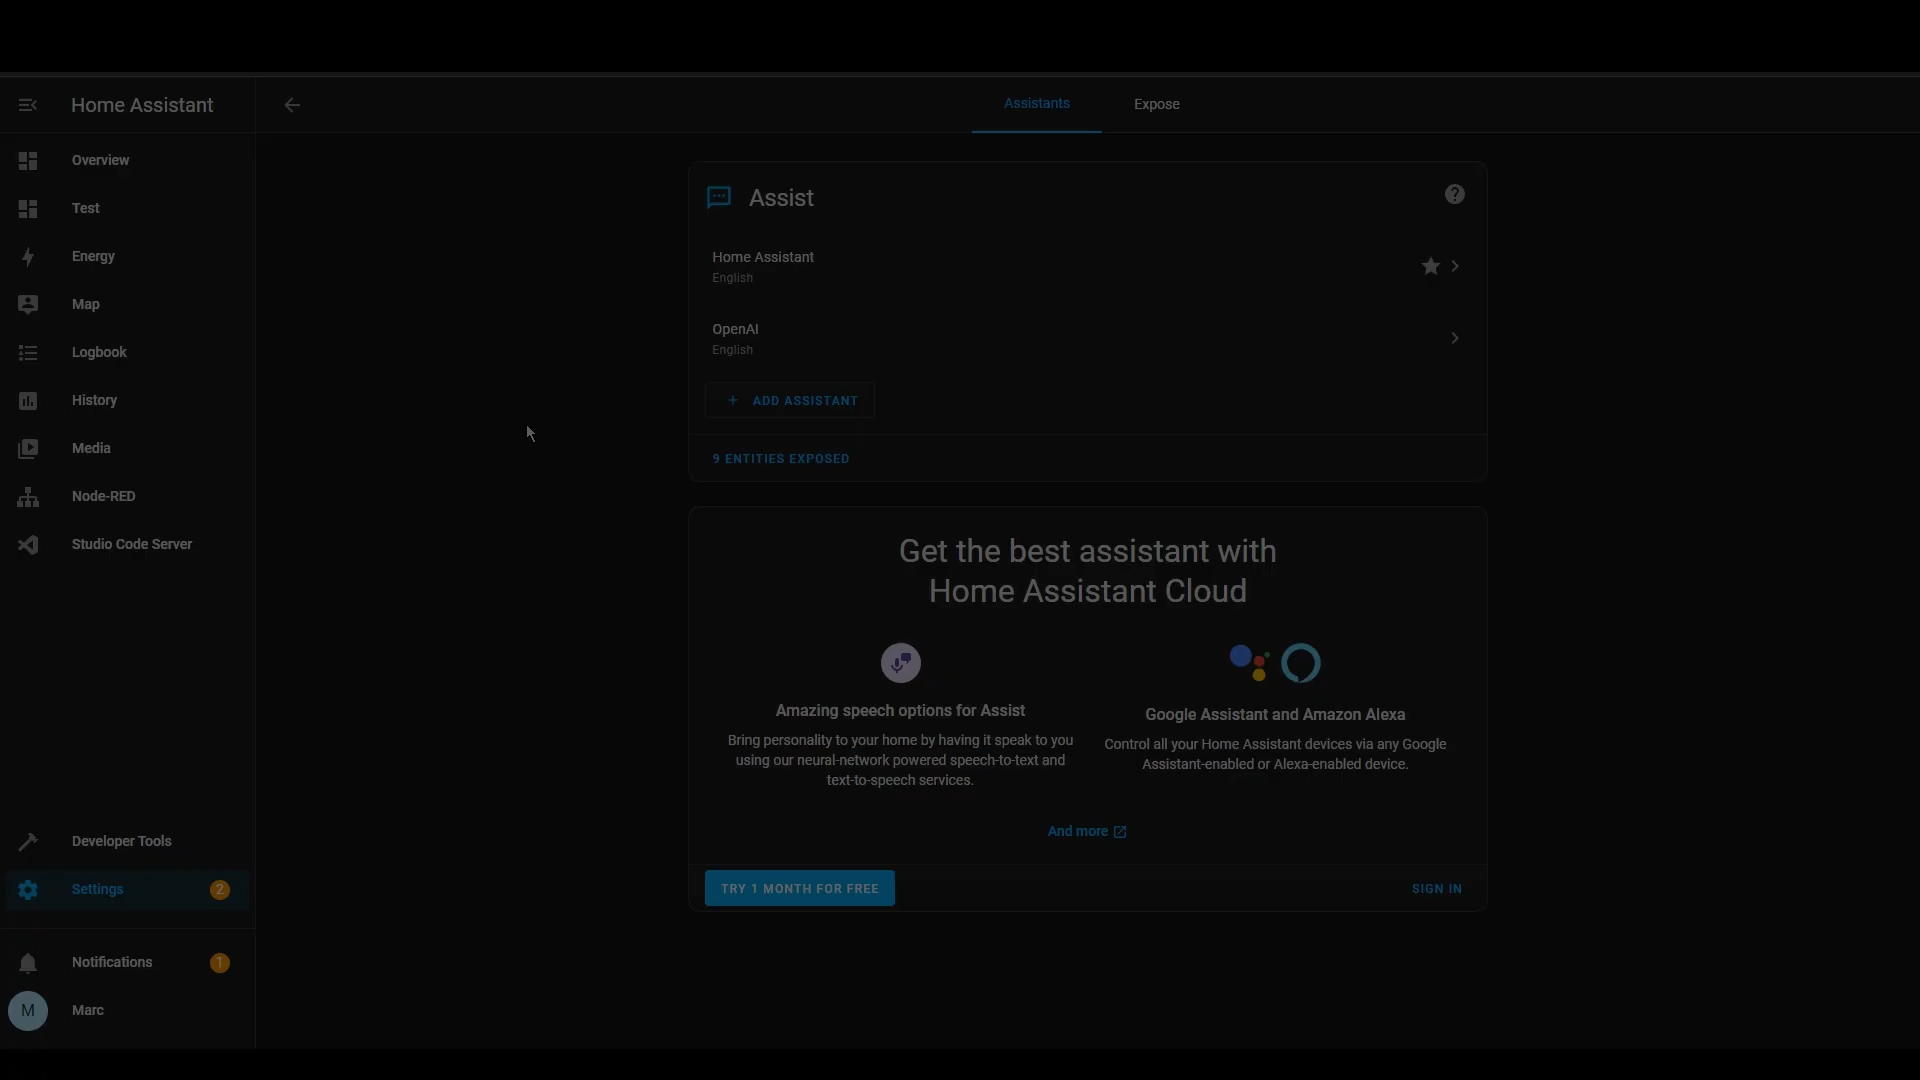 Home Assistant
Overview
Test
Energy
Map
Logbook
History
Media
Node-RED
Studio Code Server
Developer Tools
Settings
2
Notifications
1
M
Marc
Assistants
Expose
Assist
Home Assistant
English
OpenAI
English
ADD ASSISTANT
9 ENTITIES EXPOSED
Get the best assistant with
Home Assistant Cloud
Amazing speech options for Assist
Bring personality to your home by having it speak to you
using our neural-network powered speech-to-text and
text-to-speech services.
Google Assistant and Amazon Alexa
Control all your Home Assistant devices via any Google
Assistant-enabled or Alexa-enabled device.
And more
TRY 1 MONTH FOR FREE
SIGN IN